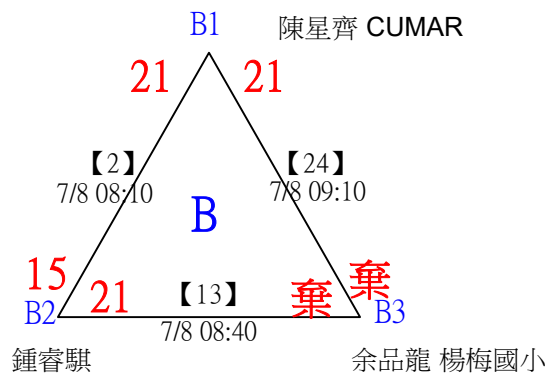 B1
陳星齊 CUMAR
21 21
【2】 【24】
7/8 08:10 7/8 09:10
B
15 棄
21 【13】 棄
B2 B3
7/8 08:40
鍾睿騏 余品龍 楊梅國小